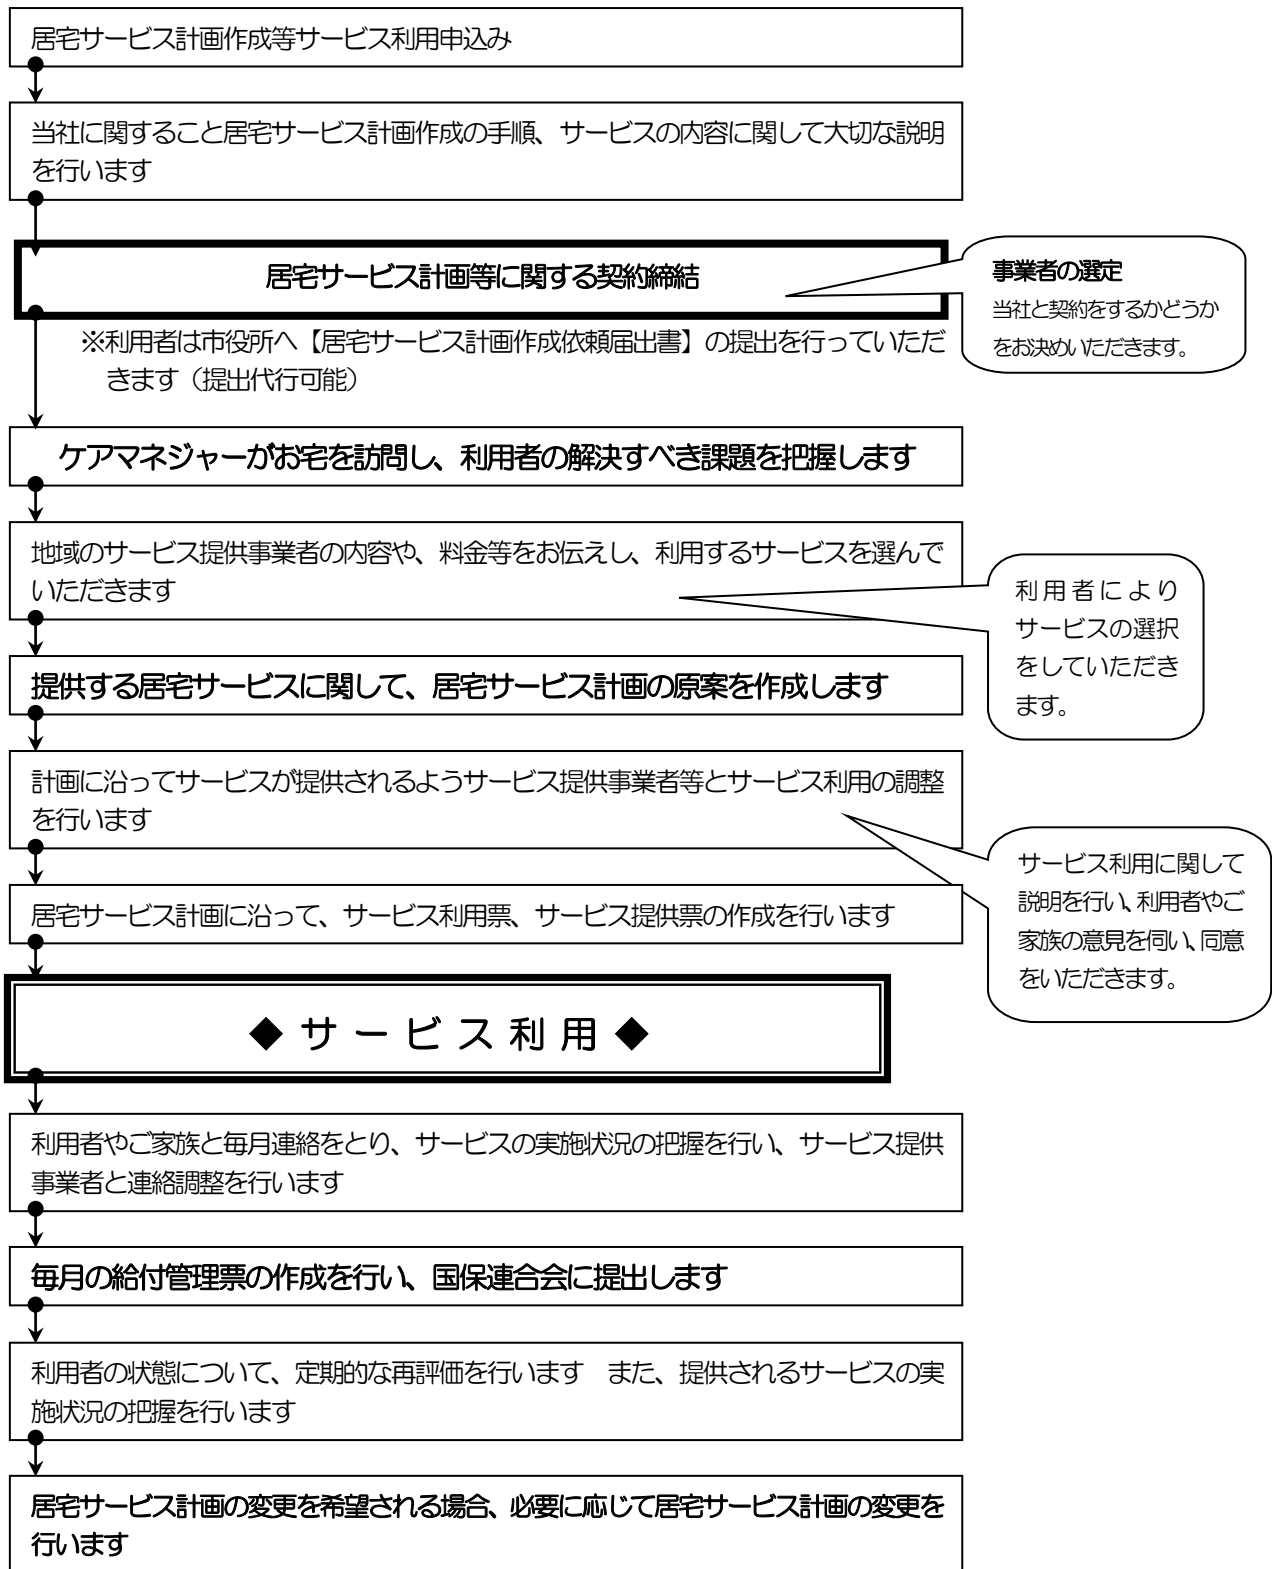 居宅サービス計画作成等サービス利用申込み
当社に関すること居宅サービス計画作成の手順、サービスの内容に関して大切な説明
を行います
居宅サービス計画等に関する契約締結
事業者の選定
当社と契約をするかどうか
をお決めいただきます。
※利用者は市役所へ【居宅サービス計画作成依頼届出書】の提出を行っていただ
きます（提出代行可能）
ケアマネジャーがお宅を訪問し、利用者の解決すべき課題を把握します
地域のサービス提供事業者の内容や、料金等をお伝えし、利用するサービスを選んで
いただきます
利用者により
サービスの選択
をしていただき
ます。
提供する居宅サービスに関して、居宅サービス計画の原案を作成します
計画に沿ってサービスが提供されるようサービス提供事業者等とサービス利用の調整
を行います
サービス利用に関して
説明を行い、利用者やご
家族の意見を伺い、同意
をいただきます。
居宅サービス計画に沿って、サービス利用票、サービス提供票の作成を行います
◆サービス利用◆
利用者やご家族と毎月連絡をとり、サービスの実施状況の把握を行い、サービス提供
事業者と連絡調整を行います
毎月の給付管理票の作成を行い、国保連合会に提出します
利用者の状態について、定期的な再評価を行います　また、提供されるサービスの実
施状況の把握を行います
居宅サービス計画の変更を希望される場合、必要に応じて居宅サービス計画の変更を
行います